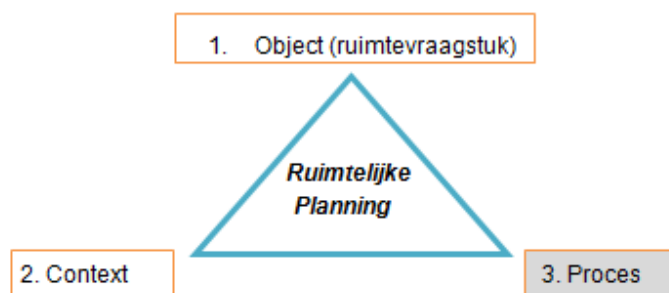 1. Object (ruimtevraagstuk)
Ruimtelijke
Planning
2. Context
3. Proces